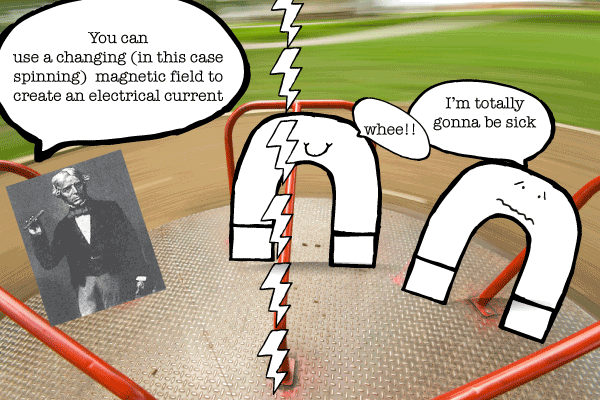 You can
use a changing (in this case
spinning)  magnetic field to
create an electrical current
whee!!
I'm totally
gonna be sick